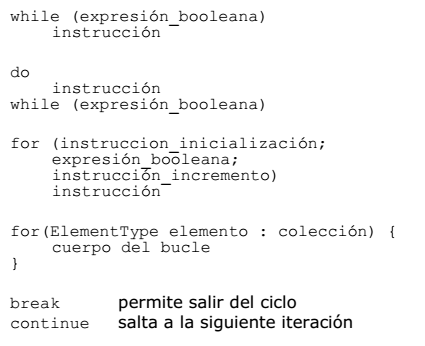 while (expresión_booleana)
instrucción
do
instrucción
while (expresión_booleana)
for (instruccion_inicialización;
expresión_booleana;
instrucción_incremento)
instrucción
for(ElementType elemento : colección) {
cuerpo del bucle
}
break permite salir del ciclo
continue salta a la siguiente iteración